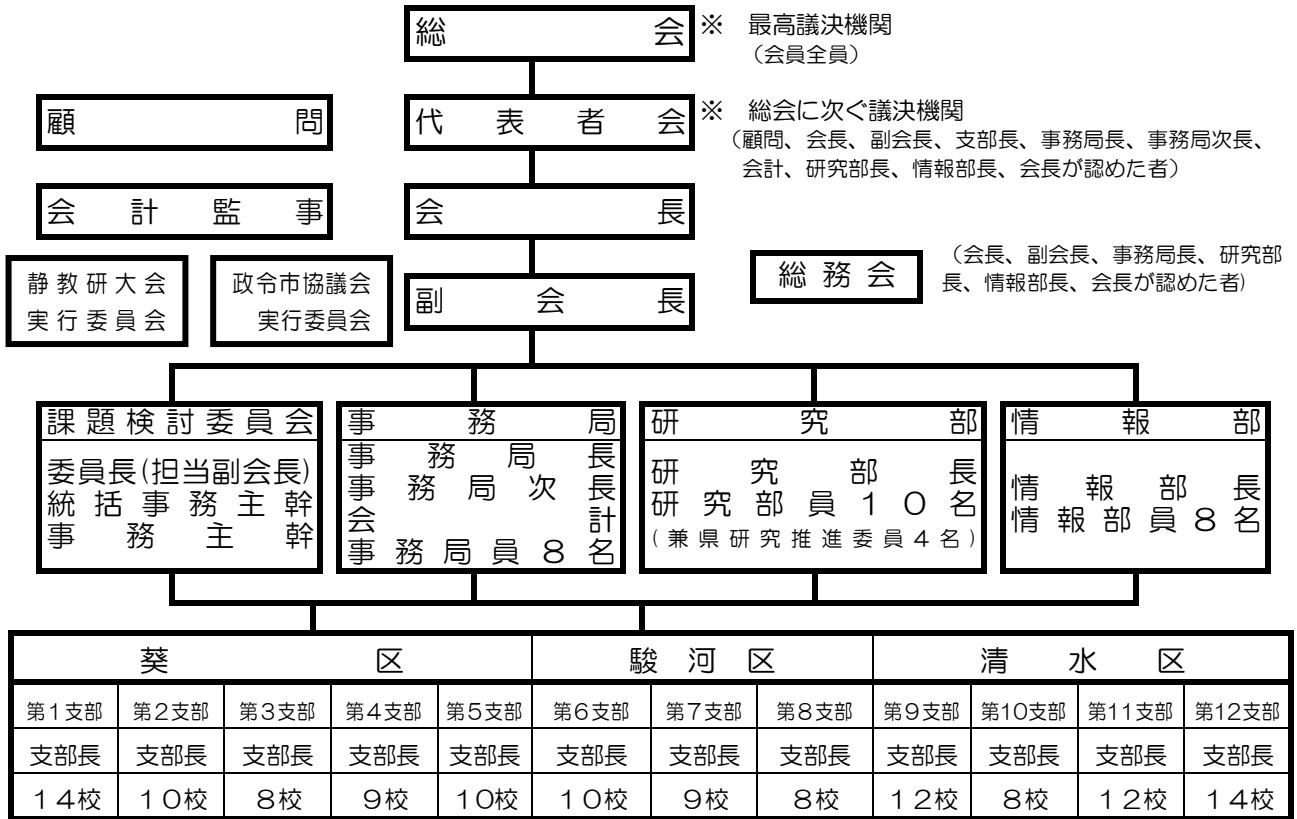 総会
※ 最高議決機関
(会員全員)
顧問
代表者会
※ 総会に次ぐ議決機関
(顧問、会長、副会長、支部長、事務局長、事務局次長、
会計、研究部長、情報部長、会長が認めた者)
会計監事
会長
静教研大会
実行委員会
政令市協議会
実行委員会
副会長
総務会
(会長、副会長、事務局長、研究部
長、情報部長、会長が認めた者)
課題検討委員会
委員長(担当副会長)
統括事務主幹
事務主幹
事務局
事務局長
事務局次長
会計
事務局員8名
研究部
研究部長
研究部員10名
(兼県研究推進委員4名)
情報部
情報部長
情報部員8名
葵区 駿河区 清水区
第1支部 第2支部 第3支部 第4支部 第5支部 第6支部 第7支部 第8支部 第9支部 第10支部 第11支部 第12支部
支部長 支部長 支部長 支部長 支部長 支部長 支部長 支部長 支部長 支部長 支部長 支部長
14校 10校 8校 9校 10校 10校 9校 8校 12校 8校 12校 14校